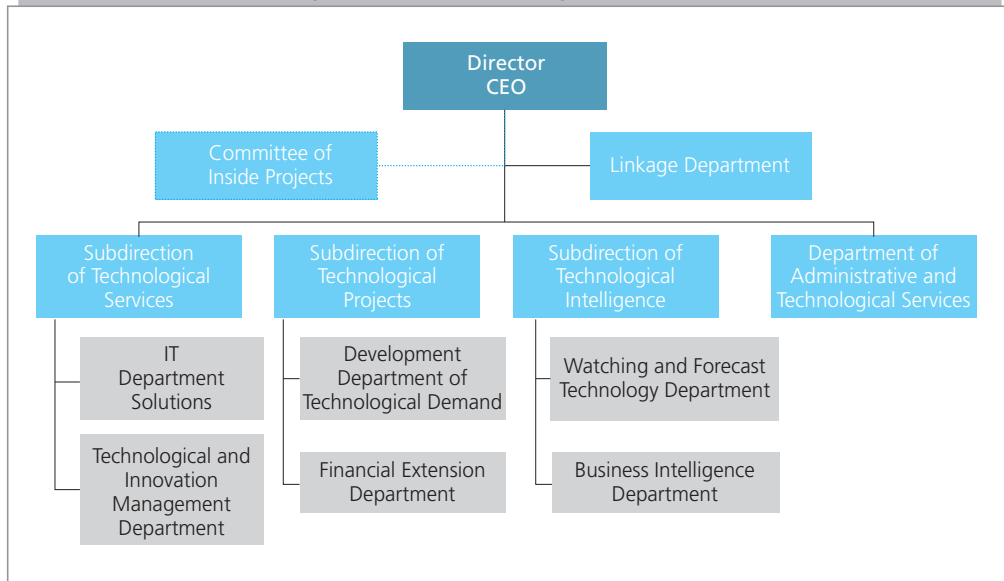 Director
CEO
Committee of
Inside Projects
Linkage Department
Subdirection
of Technological
Services
Subdirection of
Technological
Projects
Subdirection of
Technological
Intelligence
Department of
Administrative and
Technological Services
IT
Department
Solutions
Development
Department of
Technological Demand
Watching and Forecast
Technology Department
Technological and
Innovation
Management
Department
Financial Extension
Department
Business Intelligence
Department